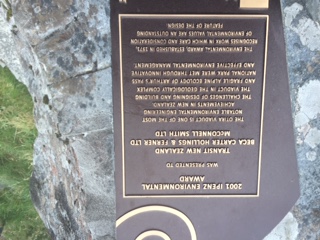 2001 IPENZ ENVIRONMENTAL
AWARD
WAS PRESENTED TO
TRANSIT NEW ZEALAND
BECA CARTER HOLLINGS & FERNER LTD
MCCONNELL SMITH LTD
THE OTIRA VIADUCT IS ONE OF THE MOST
NOTABLE ENVIRONMENTAL ENGINEERING
ACHIEVEMENTS IN NEW ZEALAND.
THE CHALLENGES OF DESIGNING AND BUILDING
THE VIADUCT IN THE GEOLOGICALLY COMPLEX
AND FRAGILE ALPINE ECOLOGY OF ARTHUR'S PASS
NATIONAL PARK WERE MET THROUGH INNOVATIVE
AND EFFECTIVE ENVIRONMENTAL MANAGEMENT.
THE ENVIRONMENTAL AWARD, ESTABLISHED IN 1971,
RECOGNISES WORK WHICH CARE AND CONSIDERATION
OF ENVIRONMENTAL VALUES ARE AN OUTSTANDING
FEATURE OF THE DESIGN